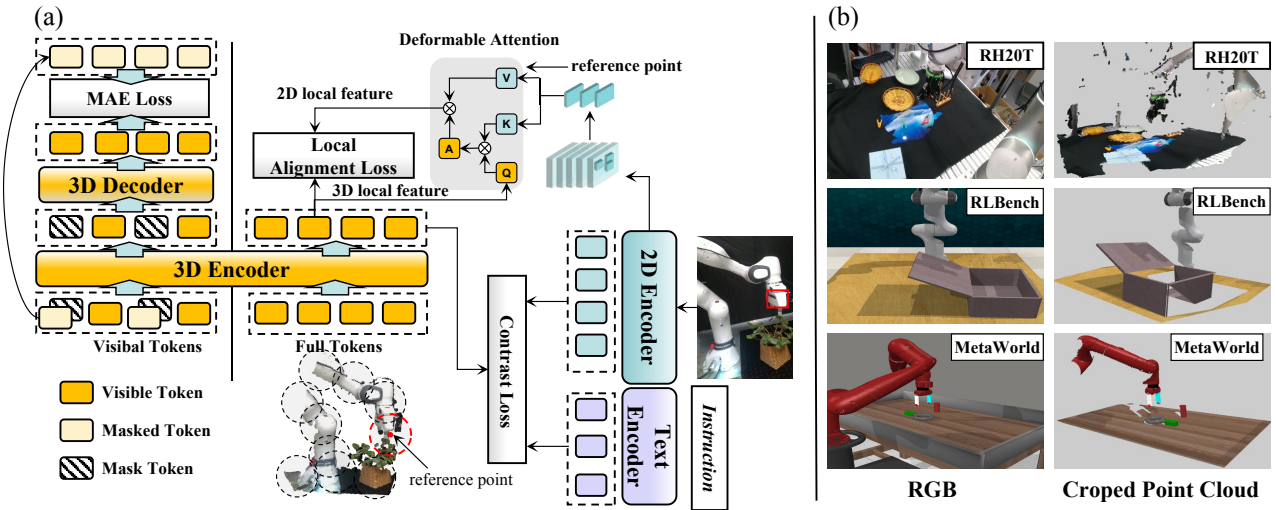 (a)
Deformable Attention
reference point
V
2D local feature
MAE Loss
K
Local
Alignment Loss
A
Q
3D local feature
3D Decoder
3D Encoder
2D Encoder
Contrast Loss
Visibal Tokens
Full Tokens
Visible Token
Masked Token
Mask Token
reference point
Text
Encoder
Instruction
(b)
RH20T
RH20T
RLBench
RLBench
MetaWorld
MetaWorld
RGB
Croped Point Cloud